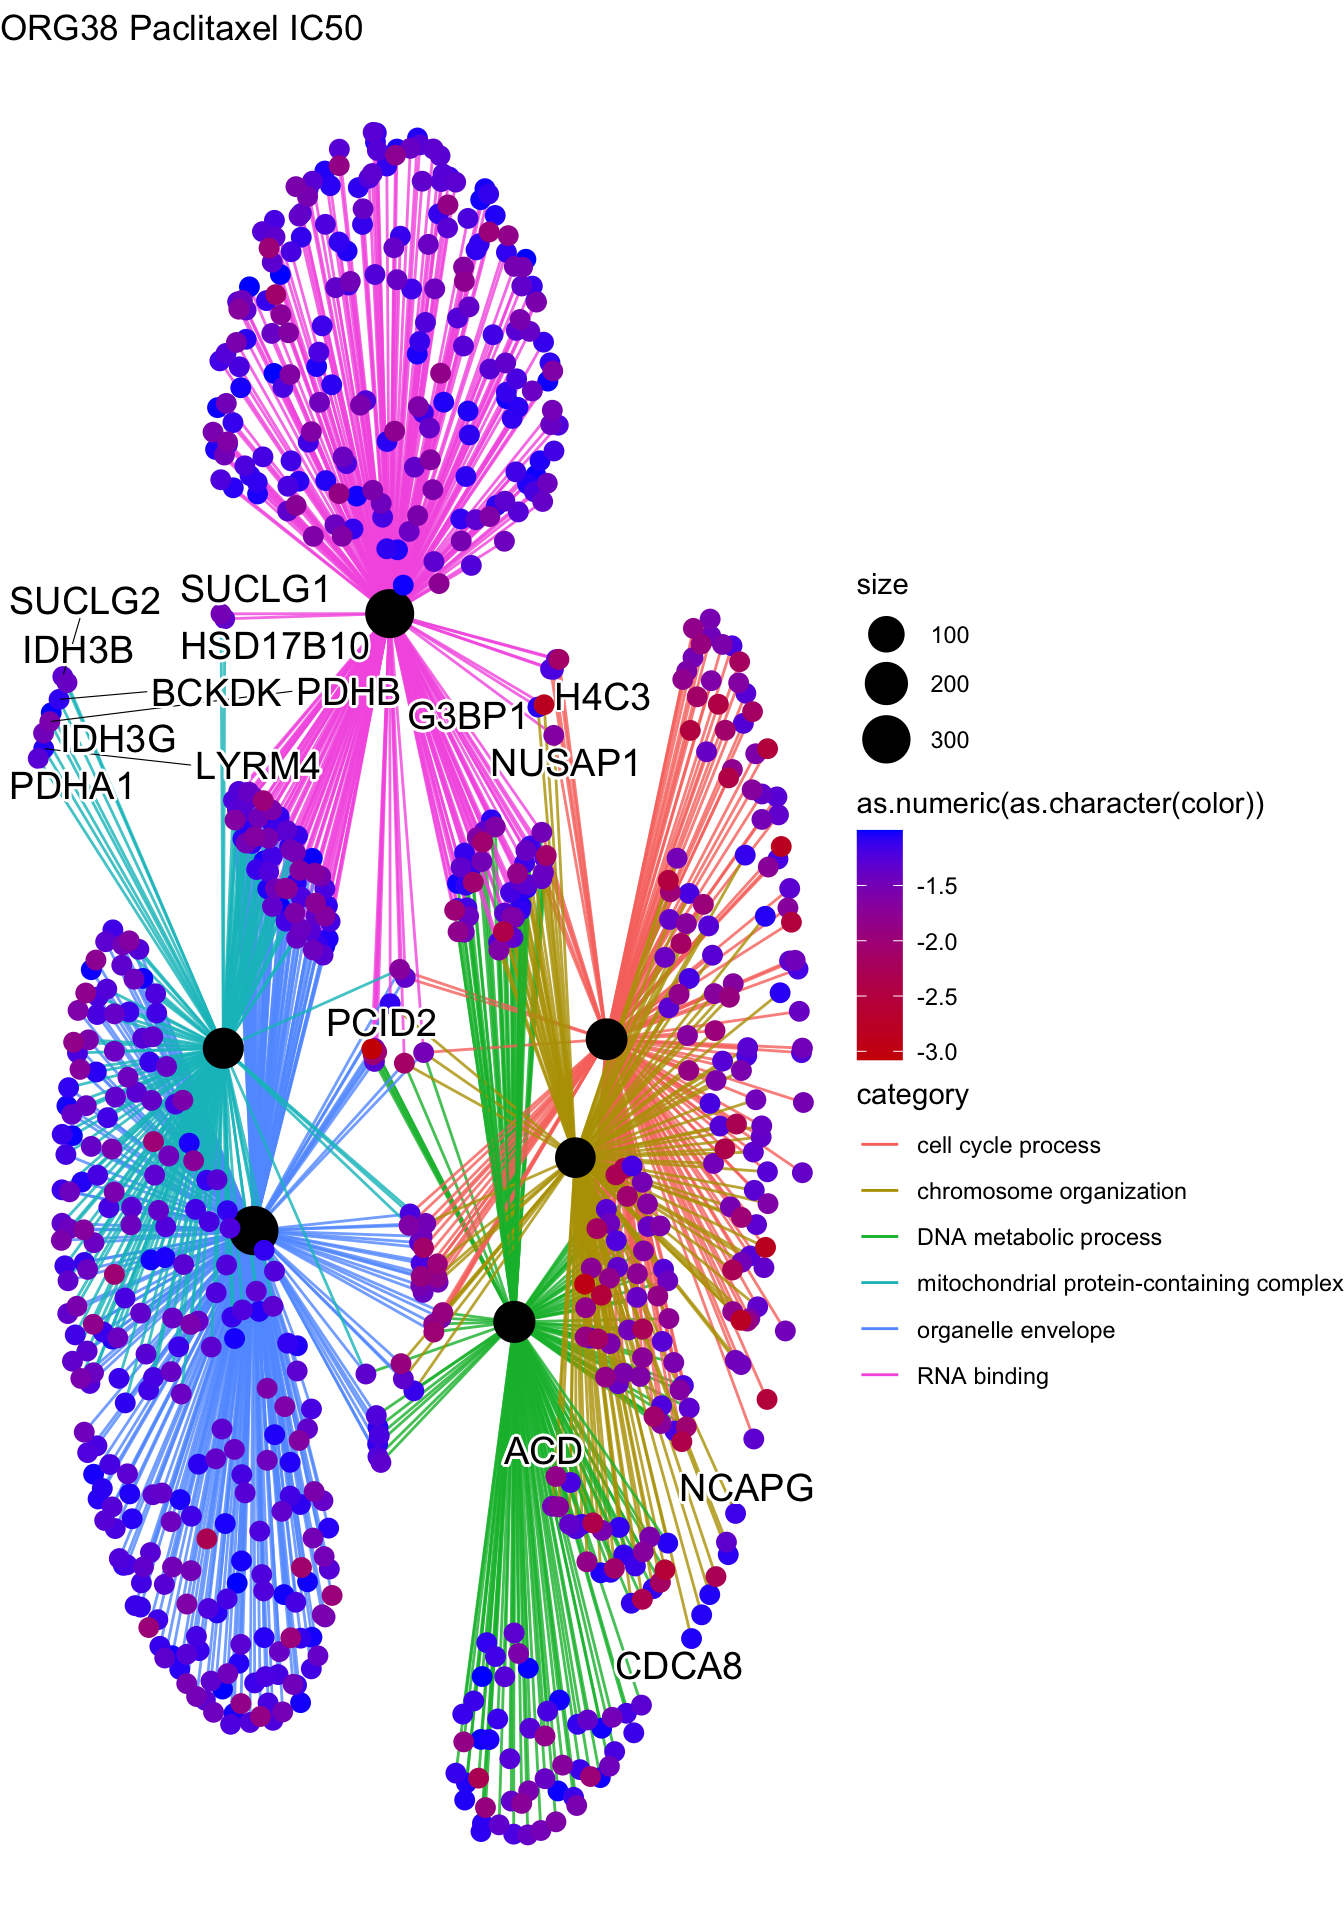 ORG38 Paclitaxel IC50
SUCLG2
SUCLG1
IDH3B
HSD17B10
BCKDK
PDHB
IDH3G
G3BP1
H4C3
LYRM4
NUSAP1
PDHA1
PCID2
ACD
NCAPG
CDCA8
size
100
200
300
as.numeric(as.character(color))
-1.5
-2.0
-2.5
-3.0
category
cell cycle process
chromosome organization
DNA metabolic process
mitochondrial protein-containing complex
organelle envelope
RNA binding